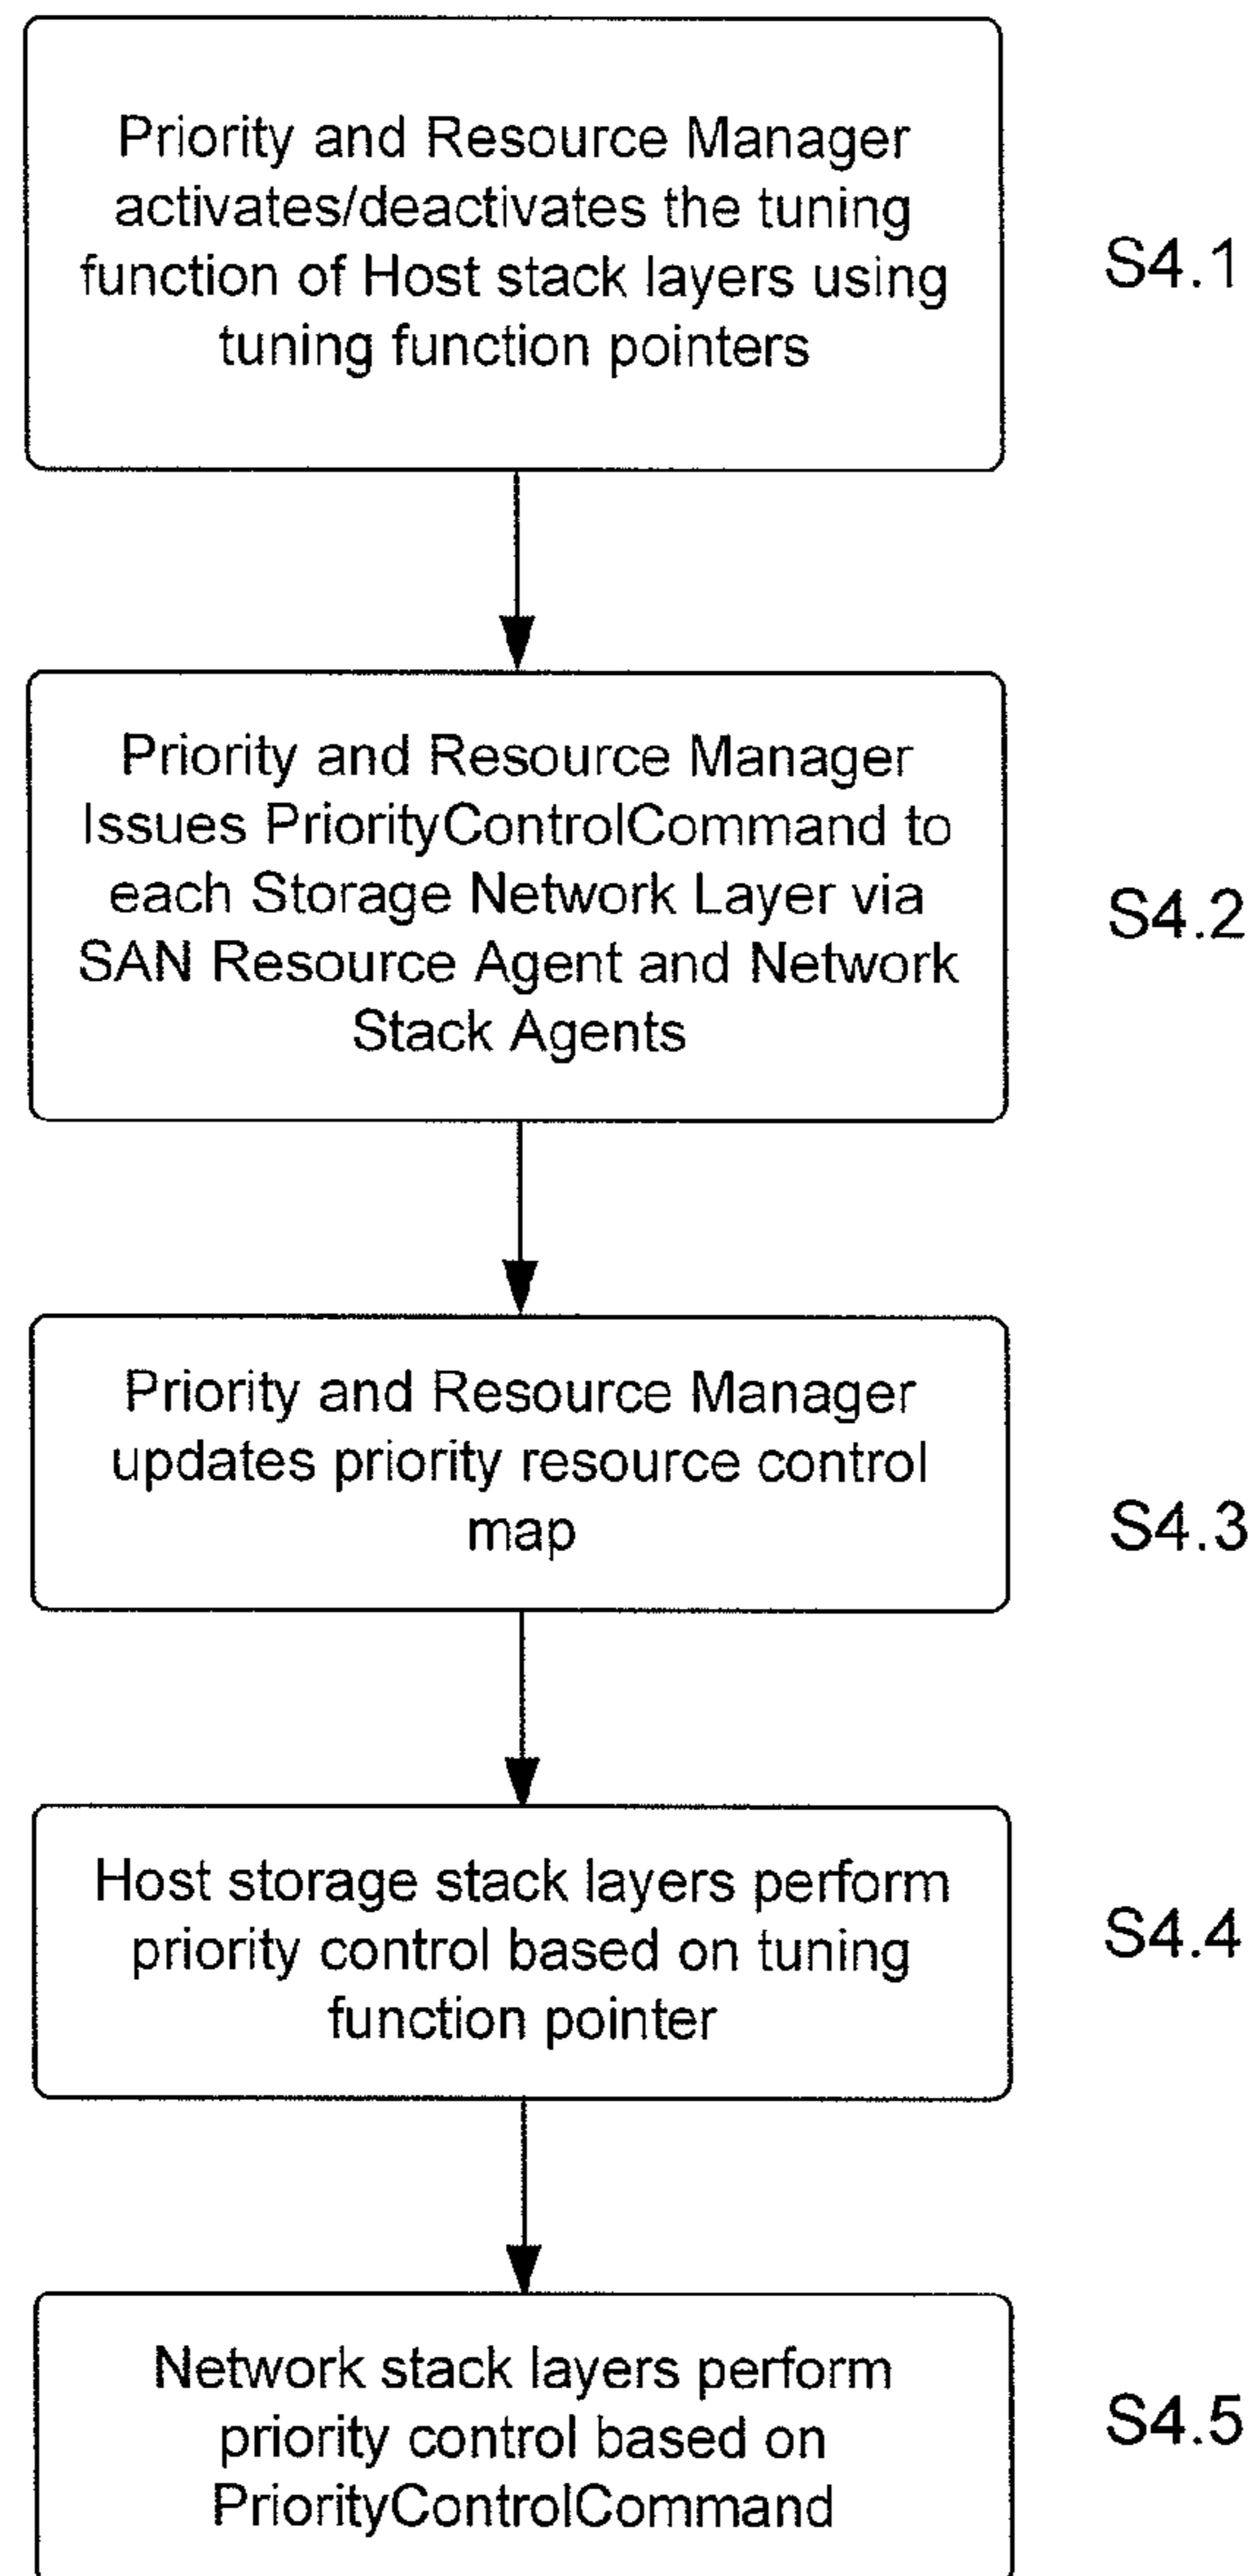 Priority and Resource Manager
activates/deactivates the tuning
function of Host stack layers using
tuning function pointers
S4.1
Priority and Resource Manager
Issues PriorityControlCommand to
each Storage Network Layer via
SAN Resource Agent and Network
Stack Agents
S4.2
Priority and Resource Manager
updates priority resource control
map
S4.3
Host storage stack layers perform
priority control based on tuning
function pointer
S4.4
Network stack layers perform
priority control based on
PriorityControlCommand
S4.5